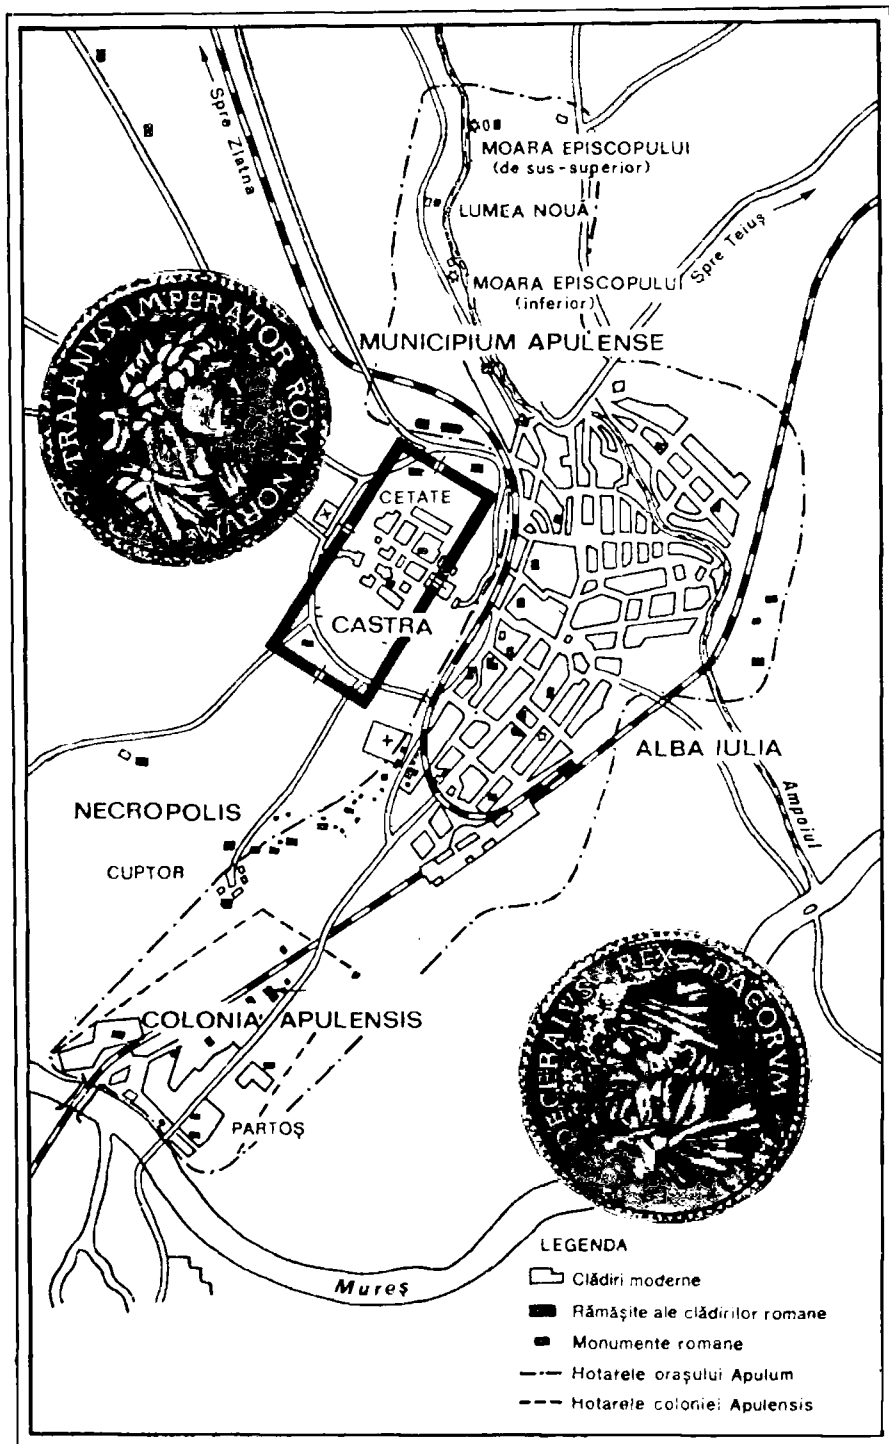 Spre Zlatna
MOARA EPISCOPULUI
(de sus-superior)
LUMEA NOUĂ
Spre Teiuş
MOARA EPISCOPULUI
(inferior)
MUNICIPIUM APULENSE
TRAIANVS IMPERATOR ROMANORVM
CETATE
CASTRA
ALBA IULIA
NECROPOLIS
CUPTOR
Ampoiul
COLONIA APULENSIS
DECEBALVS REX DACORVM
PARTOŞ
Mureş
LEGENDA
Clădiri moderne
Rămăşite ale clădirilor romane
Monumente romane
Hotarele oraşului Apulum
Hotarele coloniei Apulensis